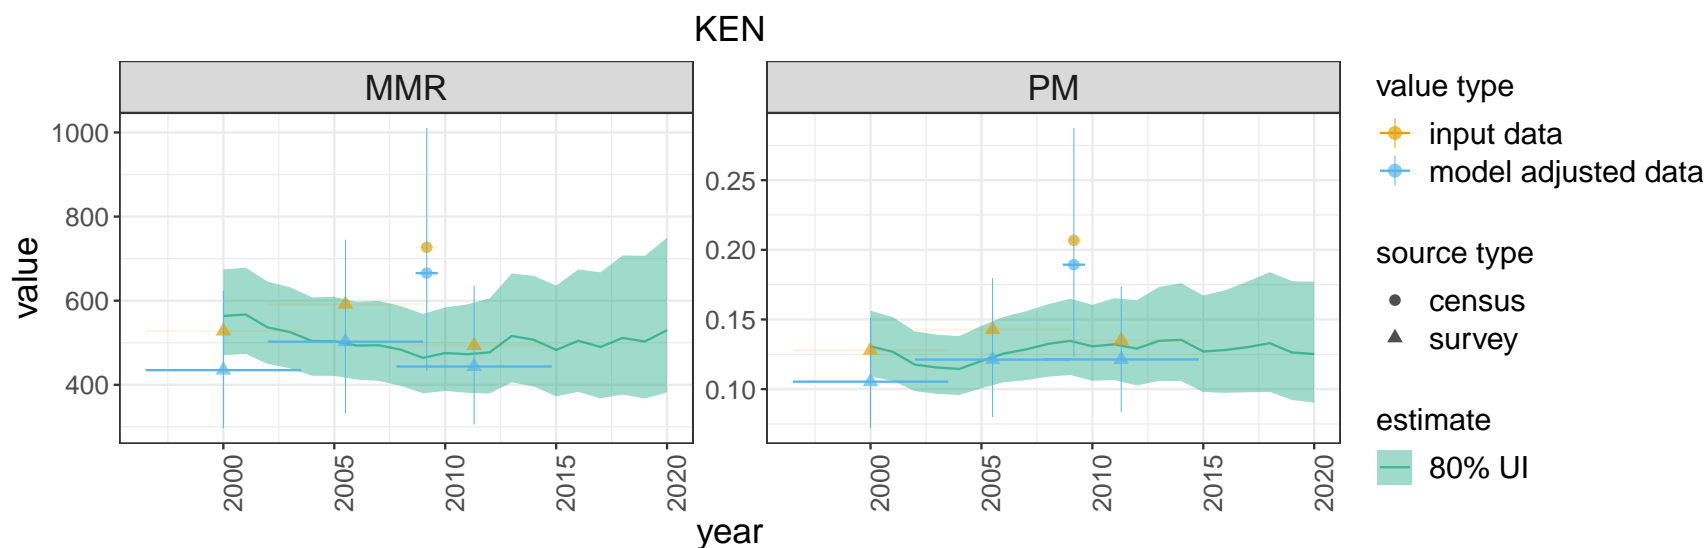 KEN
MMR
PM
value
1000
800
600
400
0.25
0.20
0.15
0.10
2000
2005
2010
2015
2020
2000
2005
2010
2015
2020
year
value type
input data
model adjusted data
source type
census
survey
estimate
80% UI